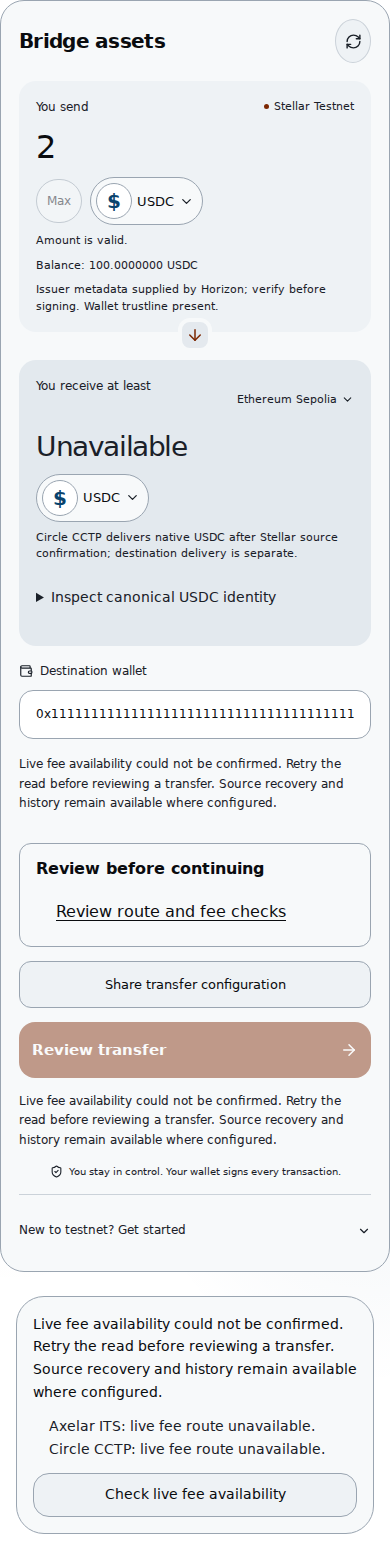 Bridge assets
You send
Stellar Testnet
2
Max
$ USDC
Amount is valid.
Balance: 100.0000000 USDC
Issuer metadata supplied by Horizon; verify before
signing. Wallet trustline present.
You receive at least
Ethereum Sepolia
Unavailable
$ USDC
Circle CCTP delivers native USDC after Stellar source
confirmation; destination delivery is separate.
Inspect canonical USDC identity
Destination wallet
0x1111111111111111111111111111111111111111
Live fee availability could not be confirmed. Retry the
read before reviewing a transfer. Source recovery and
history remain available where configured.
Review before continuing
Review route and fee checks
Share transfer configuration
Review transfer
Live fee availability could not be confirmed. Retry the
read before reviewing a transfer. Source recovery and
history remain available where configured.
You stay in control. Your wallet signs every transaction.
New to testnet? Get started
Live fee availability could not be confirmed.
Retry the read before reviewing a transfer.
Source recovery and history remain available
where configured.
Axelar ITS: live fee route unavailable.
Circle CCTP: live fee route unavailable.
Check live fee availability